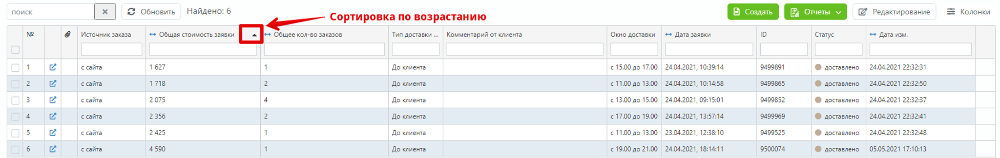 поиск × Обновить Найдено: 6 Сортировка по возрастанию Создать Отчеты Редактирование Колонки
№ Источник заказа Общая стоимость заявки Общее кол-во заказов Тип доставки ... Комментарий от клиента Окно доставки Дата заявки ID Статус Дата изм.
1 с сайта 1 627 1 До клиента с 15.00 до 17.00 24.04.2021, 10:39:14 9499891 доставлено 24.04.2021 22:32:31
2 с сайта 1 718 2 До клиента с 11.00 до 13.00 24.04.2021, 10:14:58 9499865 доставлено 24.04.2021 22:32:50
3 с сайта 2 075 4 До клиента с 13.00 до 15.00 24.04.2021, 09:15:01 9499852 доставлено 24.04.2021 22:32:37
4 с сайта 2 356 2 До клиента с 17.00 до 19.00 24.04.2021, 13:57:14 9499969 доставлено 24.04.2021 22:32:41
5 с сайта 2 425 1 До клиента с 11.00 до 13.00 23.04.2021, 12:38:10 9499525 доставлено 24.04.2021 22:32:48
6 с сайта 4 590 1 До клиента с 19.00 до 21.00 24.04.2021, 18:14:11 9500074 доставлено 05.05.2021 17:10:13